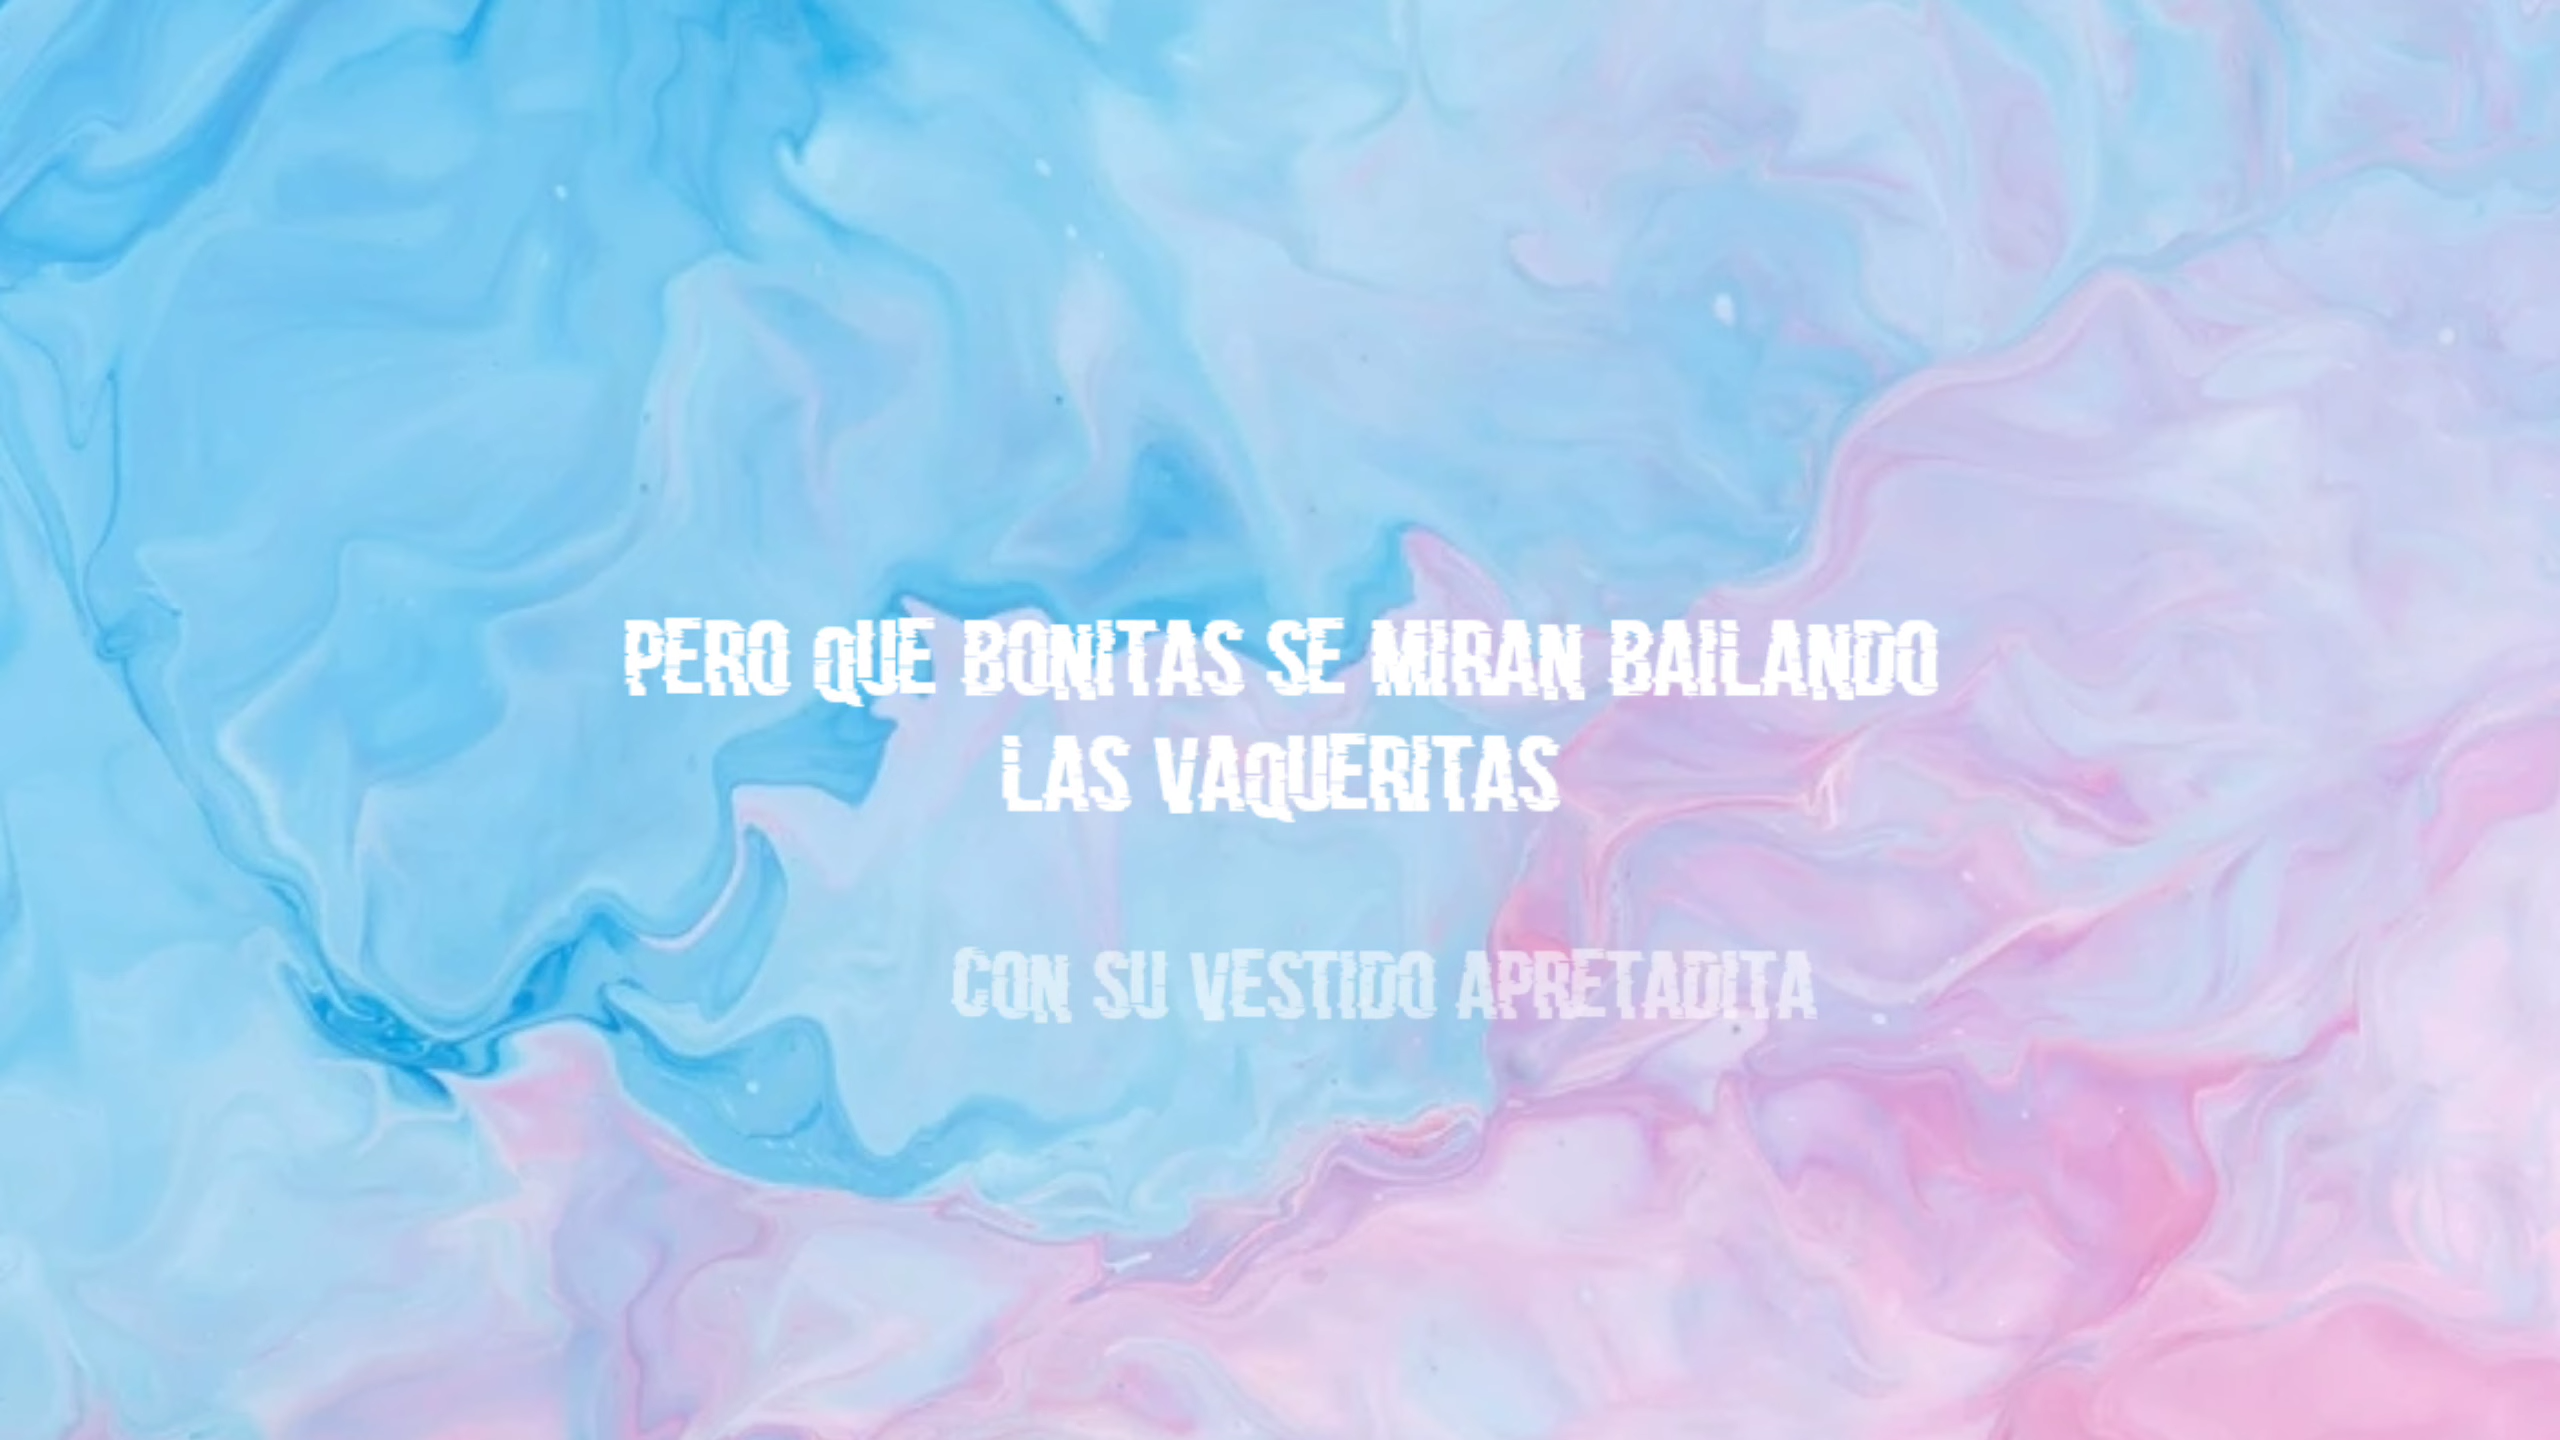 PERO QUE BONITAS SE MIRAN BAILANDO
LAS VAQUERITAS
CON SU VESTIDO APRETADITA